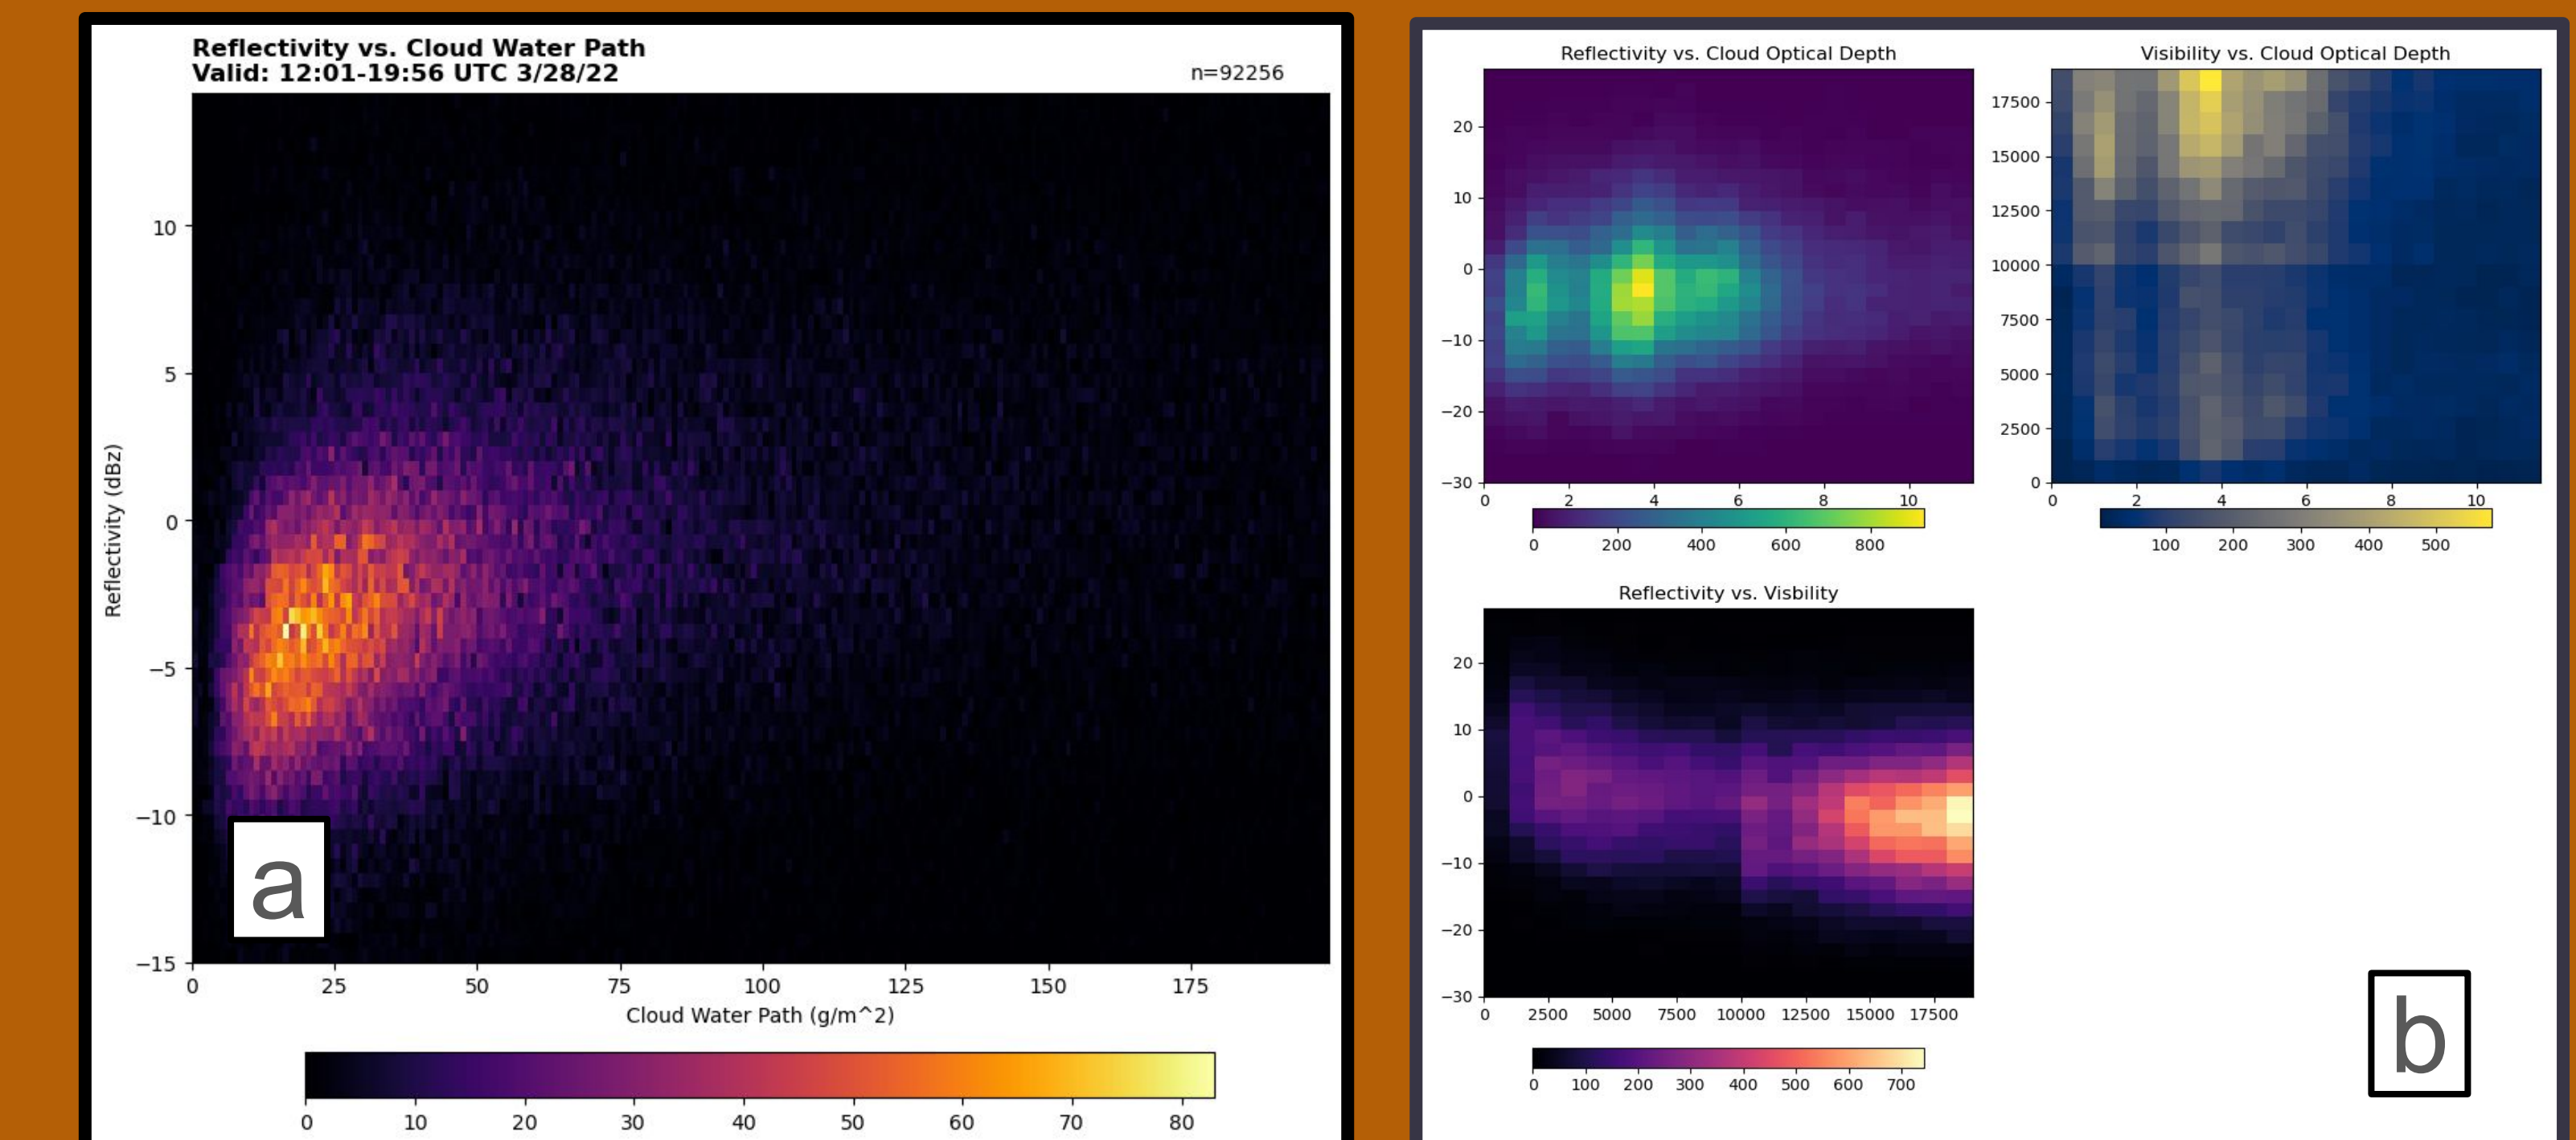 Reflectivity vs. Cloud Water Path
Valid: 12:01-19:56 UTC 3/28/22
n=92256
10
5
0
−5
−10
−15
Reflectivity (dBz)
0 25 50 75 100 125 150 175
Cloud Water Path (g/m^2)
0 10 20 30 40 50 60 70 80
a
Reflectivity vs. Cloud Optical Depth
20
10
0
−10
−20
−30
0 2 4 6 8 10
0 200 400 600 800
Visibility vs. Cloud Optical Depth
17500
15000
12500
10000
7500
5000
2500
0
0 2 4 6 8 10
100 200 300 400 500
Reflectivity vs. Visbility
20
10
0
−10
−20
−30
0 2500 5000 7500 10000 12500 15000 17500
0 100 200 300 400 500 600 700
b